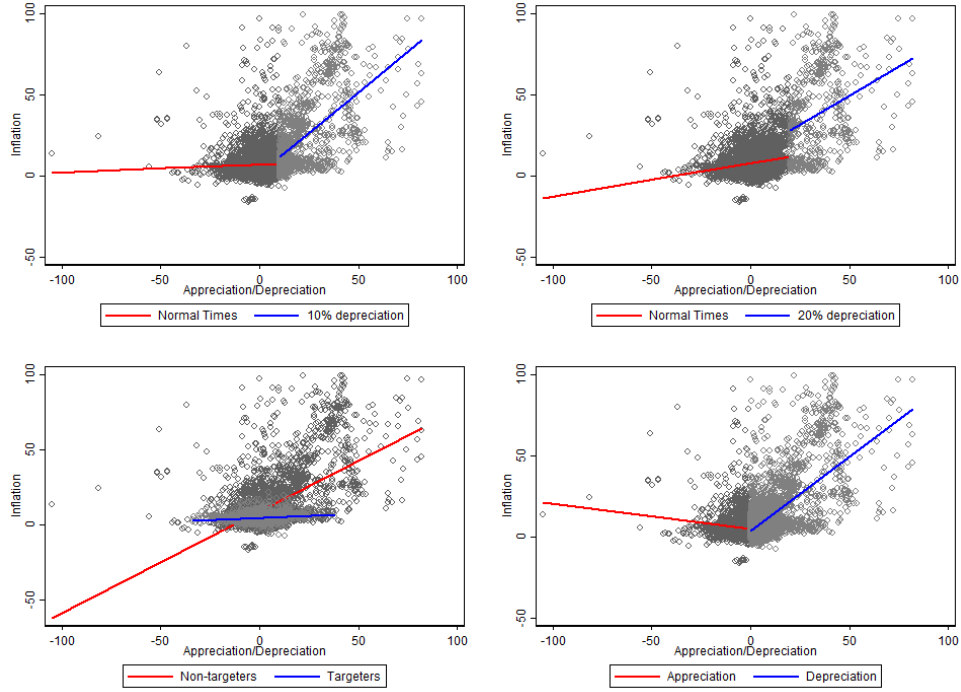 100
50
Inflation
0
-50
-100
-50
0
50
100
Appreciation/Depreciation
Normal Times
10% depreciation
100
50
Inflation
0
-50
-100
-50
0
50
100
Appreciation/Depreciation
Normal Times
20% depreciation
100
50
Inflation
0
-50
-100
-50
0
50
100
Appreciation/Depreciation
Non-targeters
Targeters
100
50
Inflation
0
-50
-100
-50
0
50
100
Appreciation/Depreciation
Appreciation
Depreciation